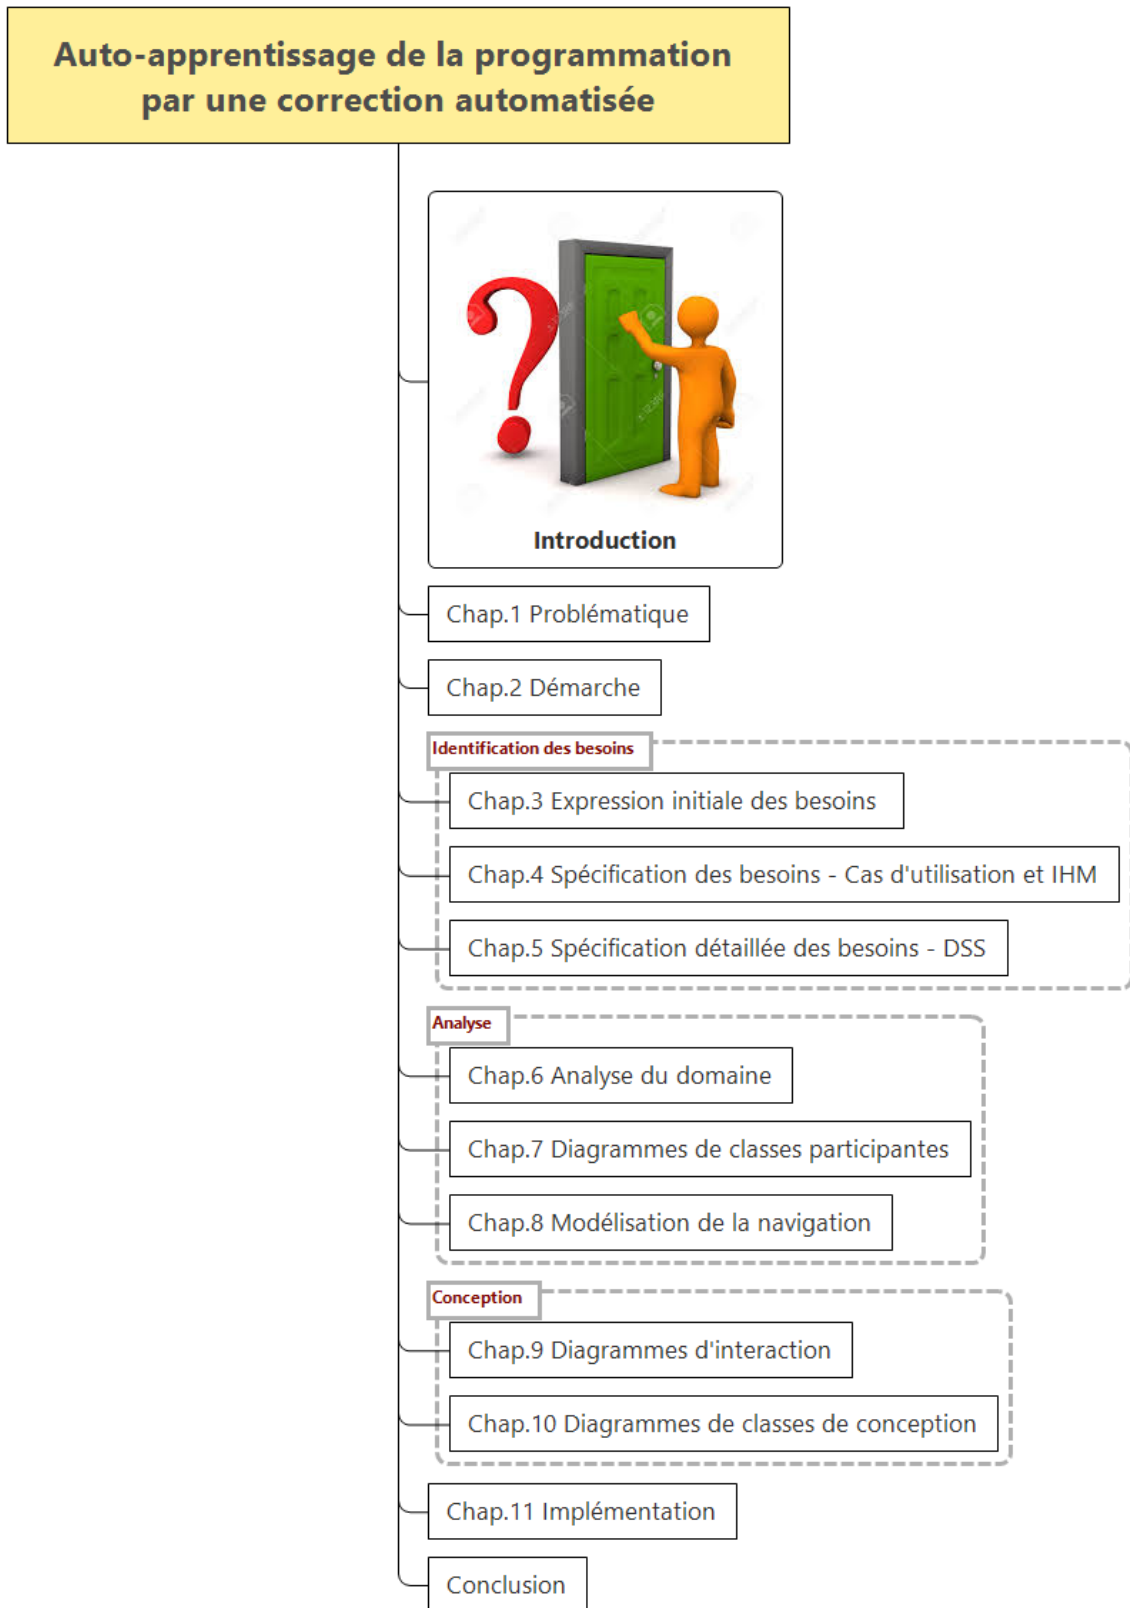 Auto-apprentissage de la programmation
par une correction automatisée
Introduction
Chap.1 Problématique
Chap.2 Démarche
Identification des besoins
Chap.3 Expression initiale des besoins
Chap.4 Spécification des besoins - Cas d'utilisation et IHM
Chap.5 Spécification détaillée des besoins - DSS
Analyse
Chap.6 Analyse du domaine
Chap.7 Diagrammes de classes participantes
Chap.8 Modélisation de la navigation
Conception
Chap.9 Diagrammes d'interaction
Chap.10 Diagrammes de classes de conception
Chap.11 Implémentation
Conclusion